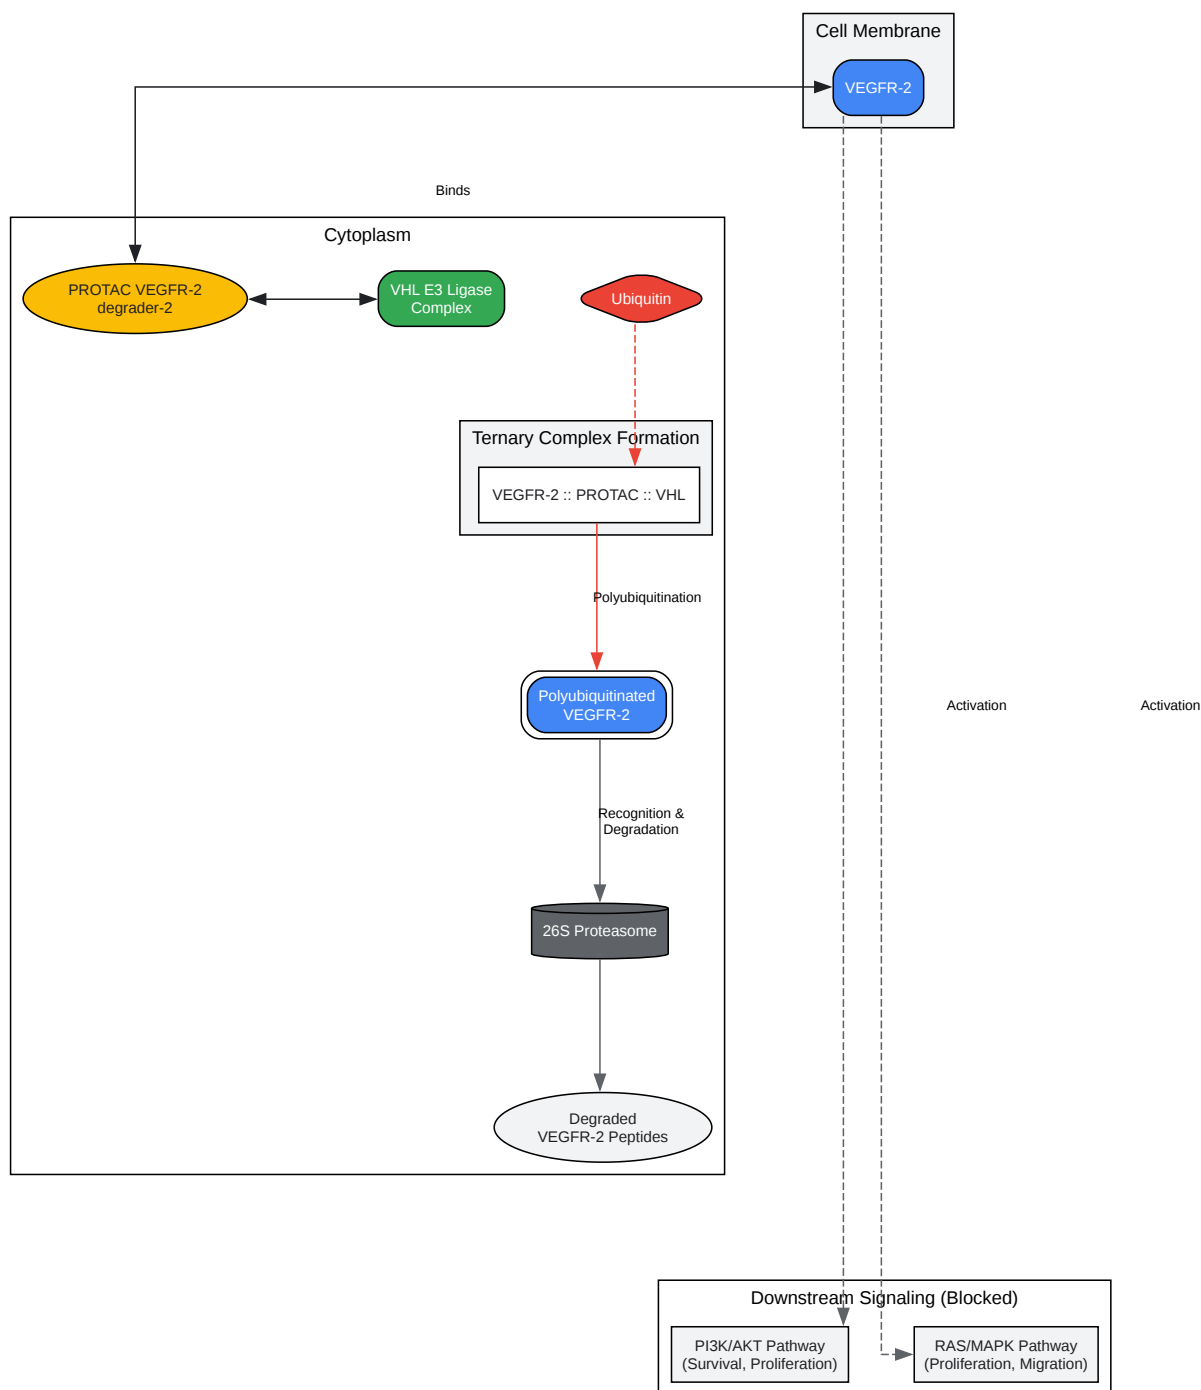 Cell Membrane
VEGFR-2
Binds
Cytoplasm
PROTAC VEGFR-2
degrader-2
VHL E3 Ligase
Complex
Ubiquitin
Ternary Complex Formation
VEGFR-2 :: PROTAC :: VHL
Polyubiquitination
Polyubiquitinated
VEGFR-2
Activation
Activation
Recognition &
Degradation
26S Proteasome
Degraded
VEGFR-2 Peptides
Downstream Signaling (Blocked)
PI3K/AKT Pathway
(Survival, Proliferation)
RAS/MAPK Pathway
(Proliferation, Migration)